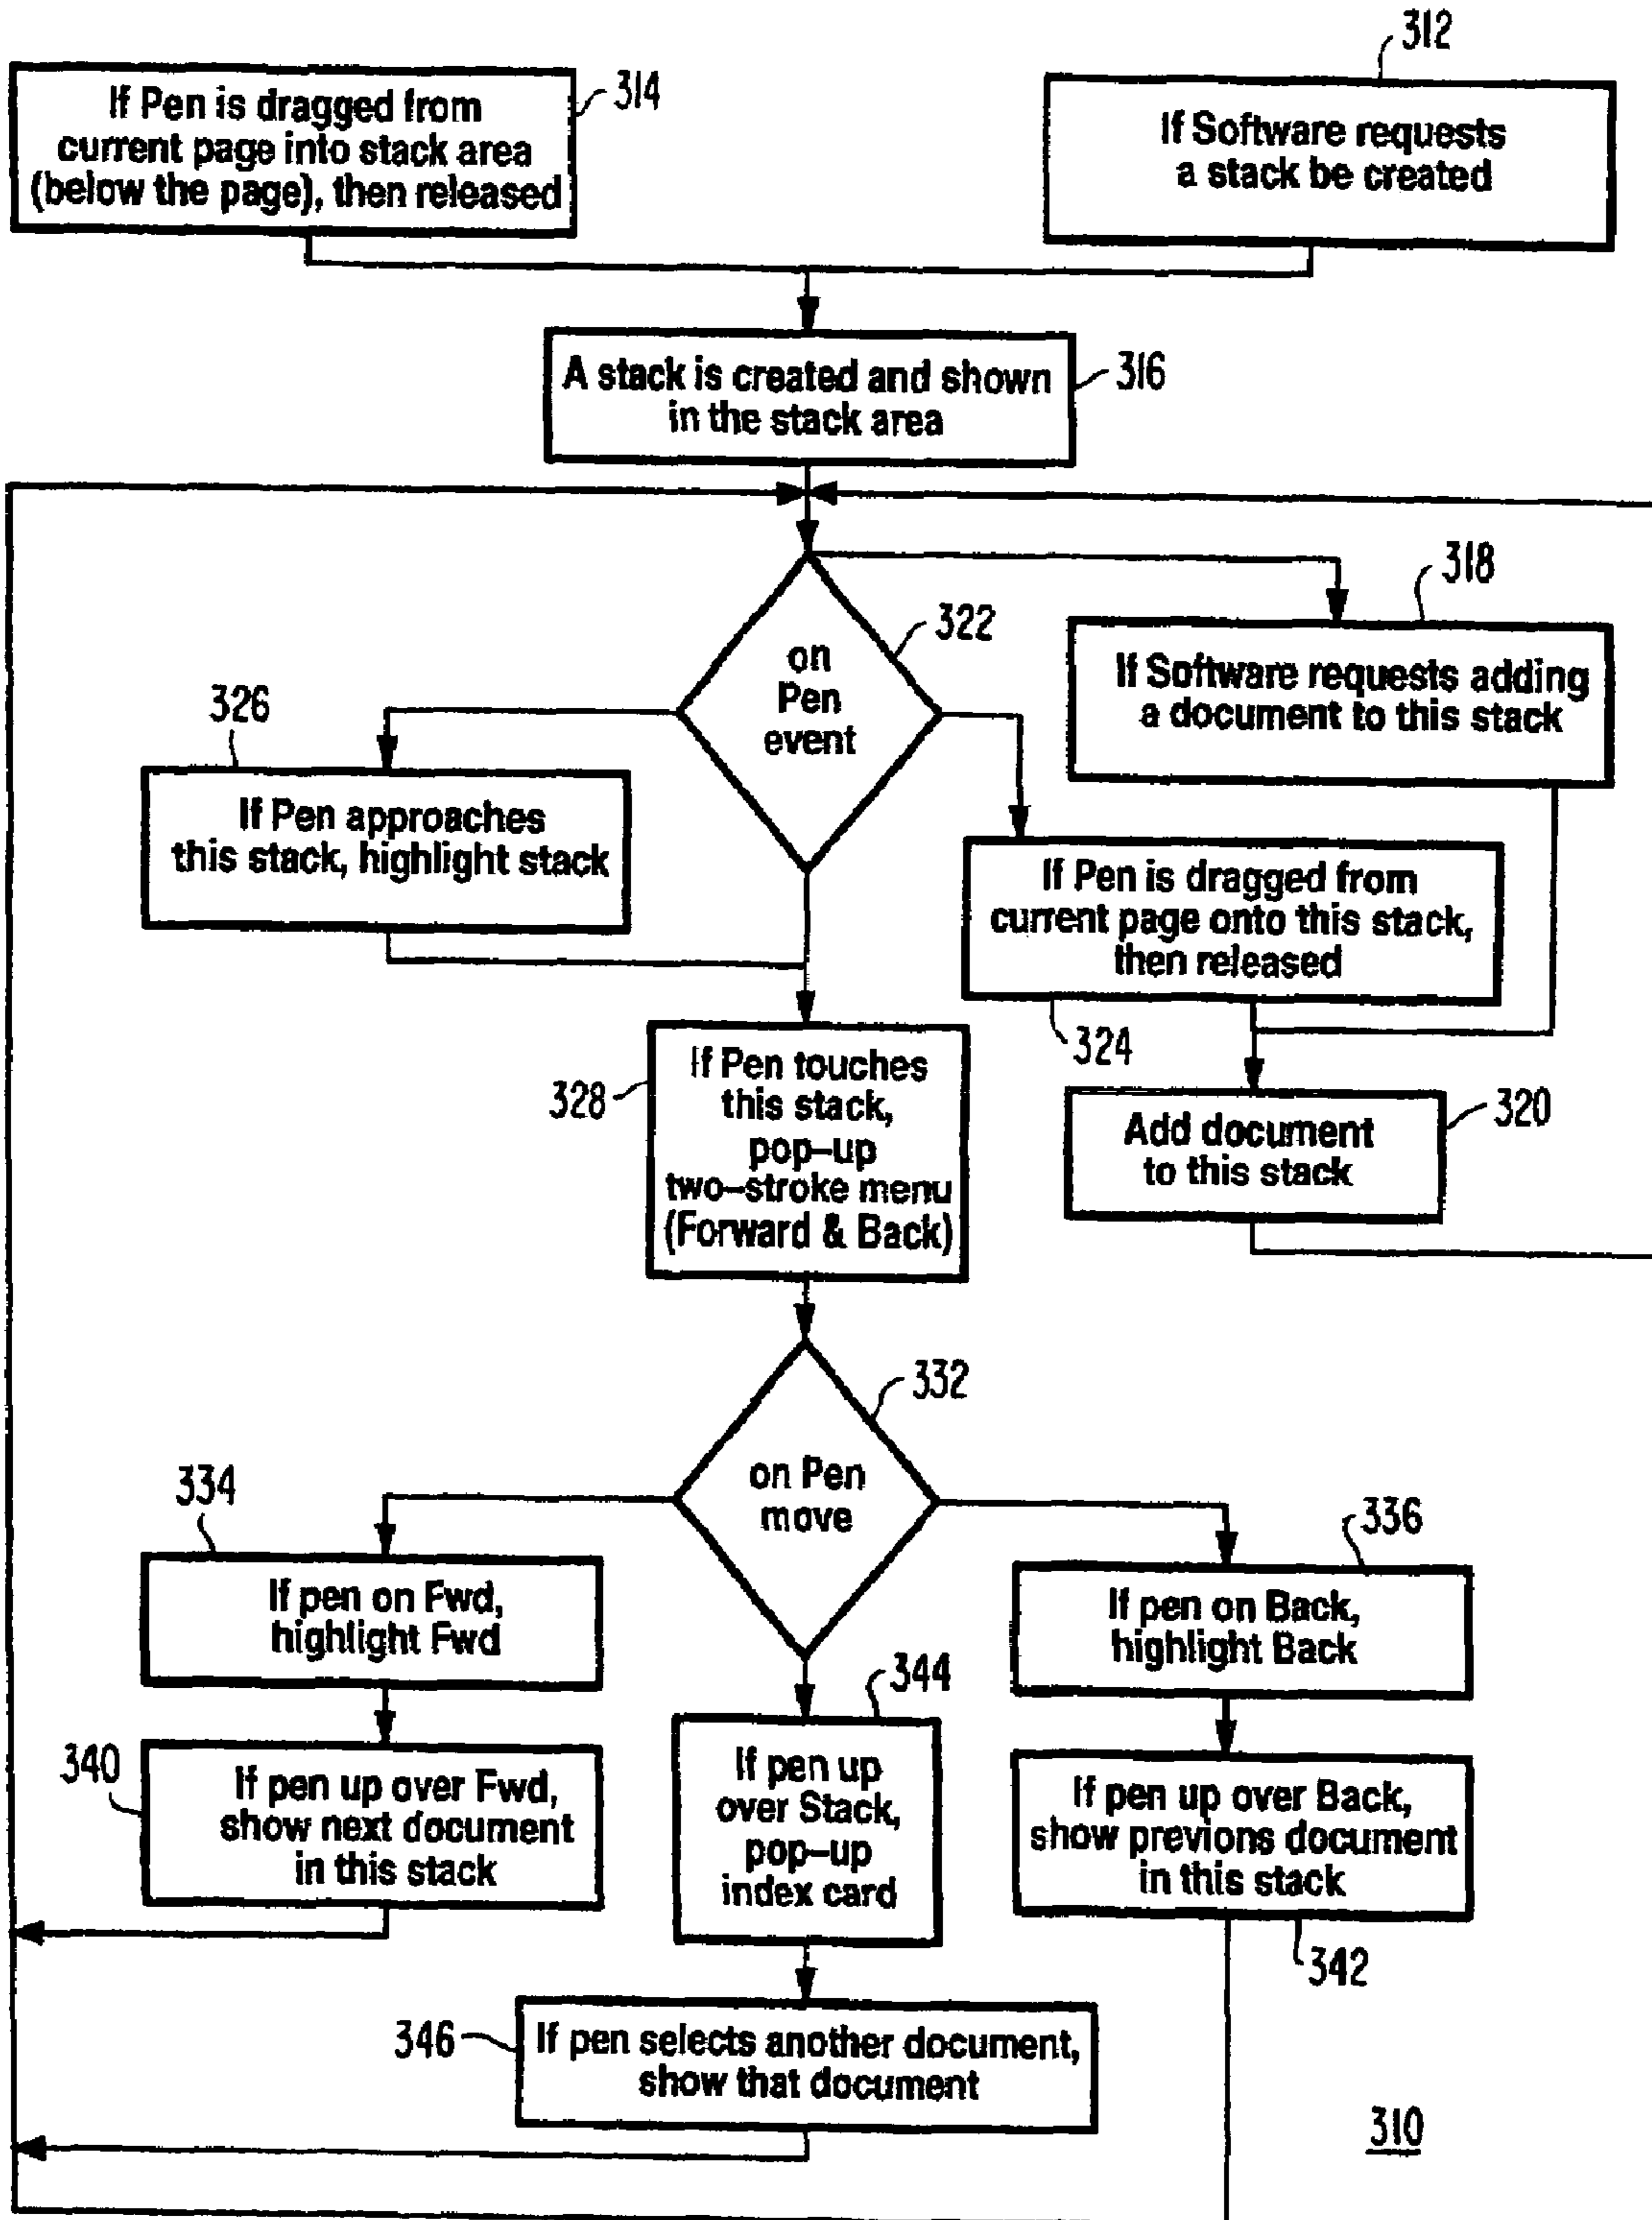 312
314
If Pen is dragged from
current page into stack area
(below the page), then released
If Software requests
a stack be created
A stack is created and shown
in the stack area
316
318
322
on
Pen
event
If Software requests adding
a document to this stack
326
If Pen approaches
this stack, highlight stack
If Pen is dragged from
current page onto this stack,
then released
324
328
If Pen touches
this stack,
pop-up
two-stroke menu
(Forward & Back)
320
Add document
to this stack
332
on Pen
move
334
If pen on Fwd,
highlight Fwd
336
If pen on Back,
highlight Back
344
If pen up
over Stack,
pop-up
index card
340
If pen up over Fwd,
show next document
in this stack
If pen up over Back,
show previons document
in this stack
342
346
If pen selects another document,
show that document
310